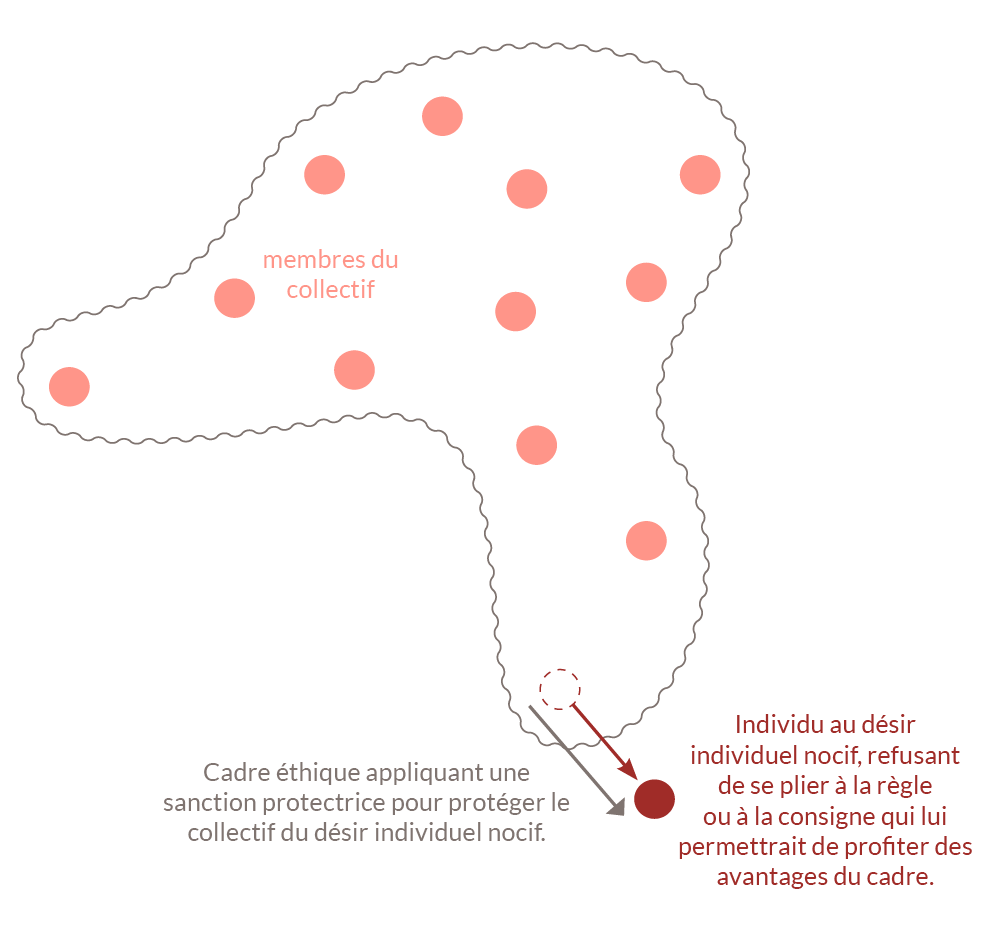 membres du
collectif
Cadre éthique appliquant une
sanction protectrice pour protéger le
collectif du désir individuel nocif.
Individu au désir
individuel nocif, refusant
de se plier à la règle
ou à la consigne qui lui
permettrait de profiter des
avantages du cadre.